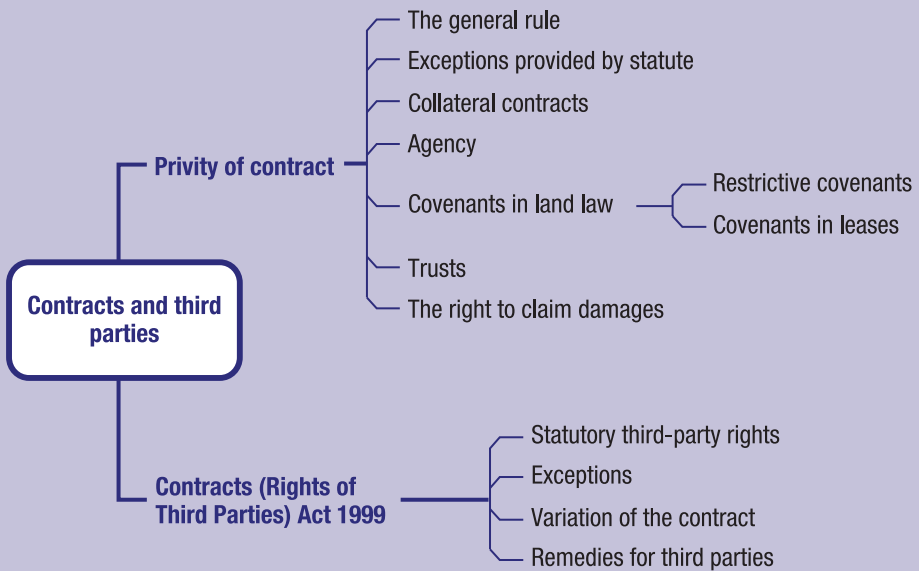 Contracts and third
parties
Privity of contract
The general rule
Exceptions provided by statute
Collateral contracts
Agency
Covenants in land law
Restrictive covenants
Covenants in leases
Trusts
The right to claim damages
Contracts (Rights of
Third Parties) Act 1999
Statutory third-party rights
Exceptions
Variation of the contract
Remedies for third parties